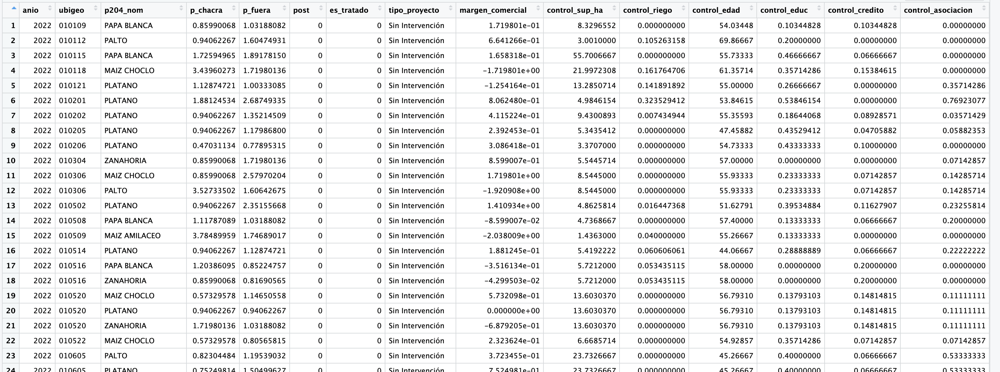 anio ubigeo p204_nom p_chacra p_fuera post es_tratado tipo_proyecto margen_comercial control_sup_ha control_riego control_edad control_educ control_credito control_asociacion
1 2022 010109 PAPA BLANCA 0.85990068 1.03188082 0 0 Sin Intervención 1.719801e-01 8.3296552 0.000000000 54.03448 0.10344828 0.10344828 0.00000000
2 2022 010112 PALTO 0.94062267 1.60474931 0 0 Sin Intervención 6.641266e-01 3.0010000 0.105263158 69.86667 0.20000000 0.00000000 0.00000000
3 2022 010115 PAPA BLANCA 1.72594965 1.89178150 0 0 Sin Intervención 1.658318e-01 55.7006667 0.000000000 55.73333 0.46666667 0.06666667 0.00000000
4 2022 010118 MAIZ CHOCLO 3.43960273 1.71980136 0 0 Sin Intervención -1.719801e+00 21.9972308 0.161764706 61.35714 0.35714286 0.15384615 0.00000000
5 2022 010121 PLATANO 1.12874721 1.00333085 0 0 Sin Intervención -1.254164e-01 13.2850714 0.141891892 55.00000 0.26666667 0.00000000 0.35714286
6 2022 010201 PLATANO 1.88124534 2.68749335 0 0 Sin Intervención 8.062480e-01 4.9846154 0.323529412 53.84615 0.53846154 0.00000000 0.76923077
7 2022 010202 PLATANO 0.94062267 1.35214509 0 0 Sin Intervención 4.115224e-01 9.4300893 0.007434944 55.35593 0.18644068 0.08928571 0.03571429
8 2022 010205 PLATANO 0.94062267 1.17986800 0 0 Sin Intervención 2.392453e-01 5.3435412 0.000000000 47.45882 0.43529412 0.04705882 0.05882353
9 2022 010206 PLATANO 0.47031134 0.77895315 0 0 Sin Intervención 3.086418e-01 3.3707000 0.000000000 54.73333 0.43333333 0.10000000 0.00000000
10 2022 010304 ZANAHORIA 0.85990068 1.71980136 0 0 Sin Intervención 8.599007e-01 5.5445714 0.000000000 57.00000 0.00000000 0.00000000 0.07142857
11 2022 010306 MAIZ CHOCLO 0.85990068 2.57970204 0 0 Sin Intervención 1.719801e+00 8.5445000 0.000000000 55.93333 0.23333333 0.07142857 0.14285714
12 2022 010306 PALTO 3.52733502 1.60642675 0 0 Sin Intervención -1.920908e+00 8.5445000 0.000000000 55.93333 0.23333333 0.07142857 0.14285714
13 2022 010502 PLATANO 0.94062267 2.35155668 0 0 Sin Intervención 1.410934e+00 4.8625814 0.016447368 51.62791 0.39534884 0.11627907 0.23255814
14 2022 010508 PAPA BLANCA 1.11787089 1.03188082 0 0 Sin Intervención -8.599007e-02 4.7368667 0.000000000 57.40000 0.13333333 0.06666667 0.20000000
15 2022 010509 MAIZ AMILACEO 3.78489959 1.74689017 0 0 Sin Intervención -2.038009e+00 1.4363000 0.040000000 55.26667 0.13333333 0.00000000 0.00000000
16 2022 010514 PLATANO 0.94062267 1.12874721 0 0 Sin Intervención 1.881245e-01 5.4192222 0.060606061 44.06667 0.28888889 0.06666667 0.22222222
17 2022 010516 PAPA BLANCA 1.20386095 0.85224757 0 0 Sin Intervención -3.516134e-01 5.7212000 0.053435115 58.00000 0.00000000 0.20000000 0.00000000
18 2022 010516 ZANAHORIA 0.85990068 0.81690565 0 0 Sin Intervención -4.299503e-02 5.7212000 0.053435115 58.00000 0.00000000 0.20000000 0.00000000
19 2022 010520 MAIZ CHOCLO 0.57329578 1.14650558 0 0 Sin Intervención 5.732098e-01 13.6030370 0.000000000 56.79310 0.13793103 0.14814815 0.11111111
20 2022 010520 PLATANO 0.94062267 0.94062267 0 0 Sin Intervención 0.000000e+00 13.6030370 0.000000000 56.79310 0.13793103 0.14814815 0.11111111
21 2022 010520 ZANAHORIA 1.71980136 1.03188082 0 0 Sin Intervención -6.879205e-01 13.6030370 0.000000000 56.79310 0.13793103 0.14814815 0.11111111
22 2022 010522 MAIZ CHOCLO 0.57329578 0.80565815 0 0 Sin Intervención 2.323624e-01 6.6685714 0.000000000 54.92857 0.35714286 0.07142857 0.07142857
23 2022 010605 PALTO 0.82304484 1.19539032 0 0 Sin Intervención 3.723455e-01 23.7326667 0.000000000 45.26667 0.40000000 0.06666667 0.53333333
24 2022 010605 PLATANO 0.75249814 1.50499627 0 0 Sin Intervención 7.524981e-01 23.7326667 0.000000000 45.26667 0.40000000 0.06666667 0.53333333